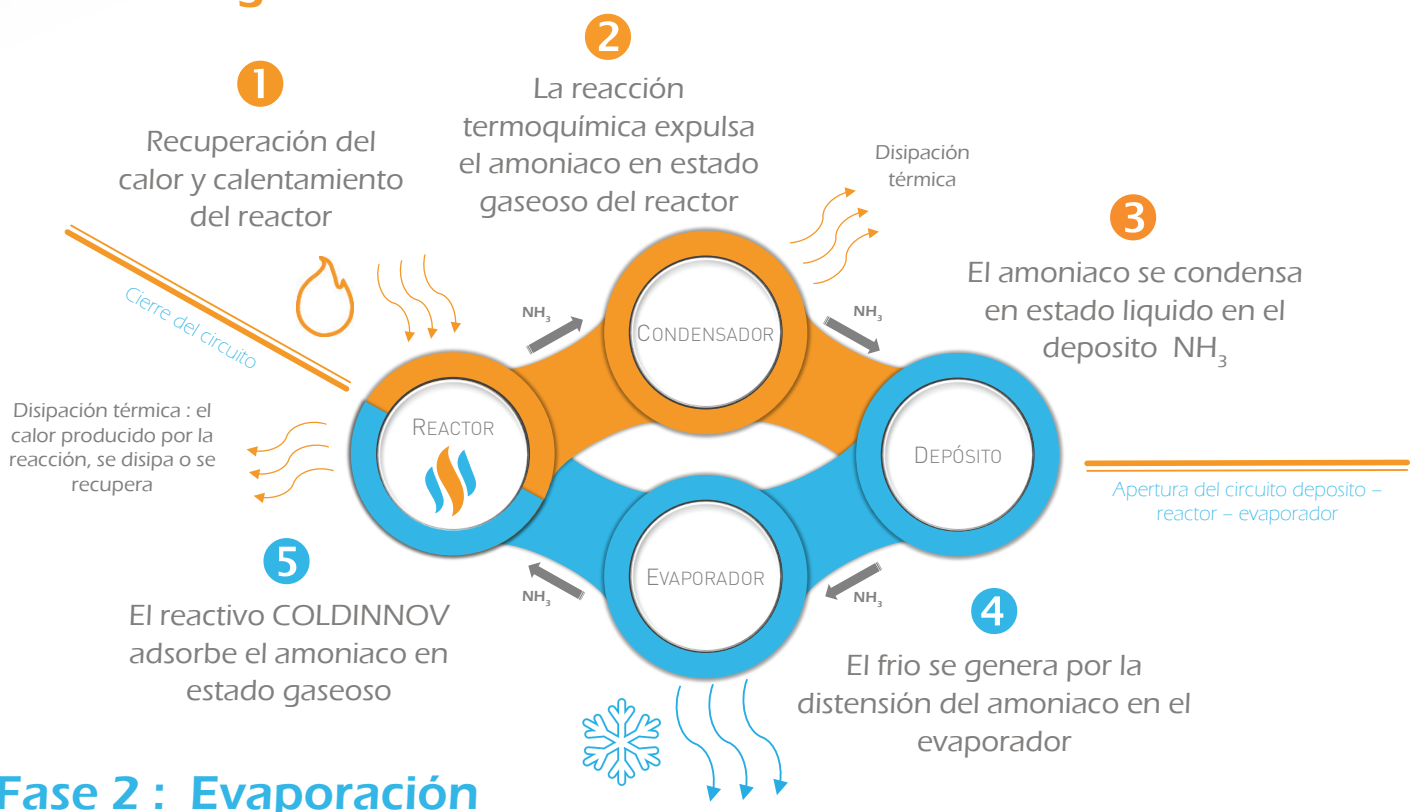 2
1
La reacción
termoquímica expulsa
el amoniaco en estado
gaseoso del reactor
Recuperación del
calor y calentamiento
del reactor
Disipación
térmica
3
El amoniaco se condensa
en estado liquido en el
deposito NH₃
Cierre del circuito
NH₃
NH₃
CONDENSADOR
Disipación térmica : el
calor producido por la
reacción, se disipa o se
recupera
REACTOR
DEPÓSITO
Apertura del circuito deposito –
reactor – evaporador
5
El reactivo COLDINNOV
adsorbe el amoniaco en
estado gaseoso
NH₃
EVAPORADOR
NH₃
4
El frio se genera por la
distensión del amoniaco en el
evaporador
Fase 2 : Evaporación